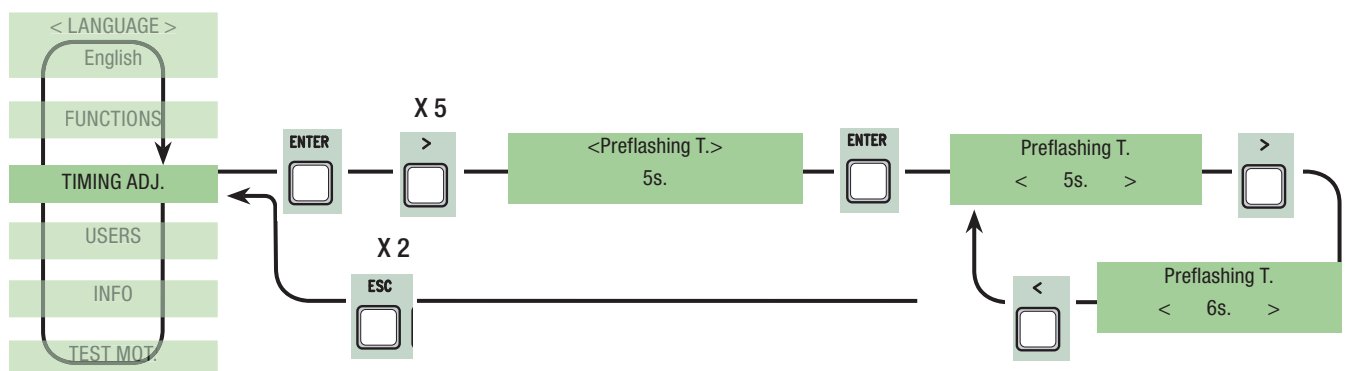 < LANGUAGE >
English
FUNCTIONS
TIMING ADJ.
USERS
INFO
TEST MOT.
ENTER
X 5
>
<Preflashing T.>
5s.
ENTER
Preflashing T.
< 5s. >
>
Preflashing T.
< 6s. >
<
X 2
ESC